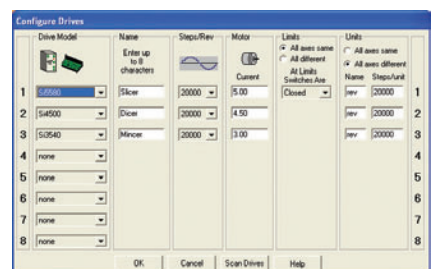 Configure Drives
Drive Model Name Steps/Rev Motor Limits Units
Enter up to 8 characters
Current
All axes same
All different
At Limits Switches Are
Closed
All axes same
All axes different
Name Steps/unit
1 Si5580 Slicer 20000 5.00 rev 20000 1
2 Si4500 Dicer 20000 4.50 rev 20000 2
3 Si3540 Mincer 20000 3.00 rev 20000 3
4 none 4
5 none 5
6 none 6
7 none 7
8 none 8
OK Cancel Scan Drives Help